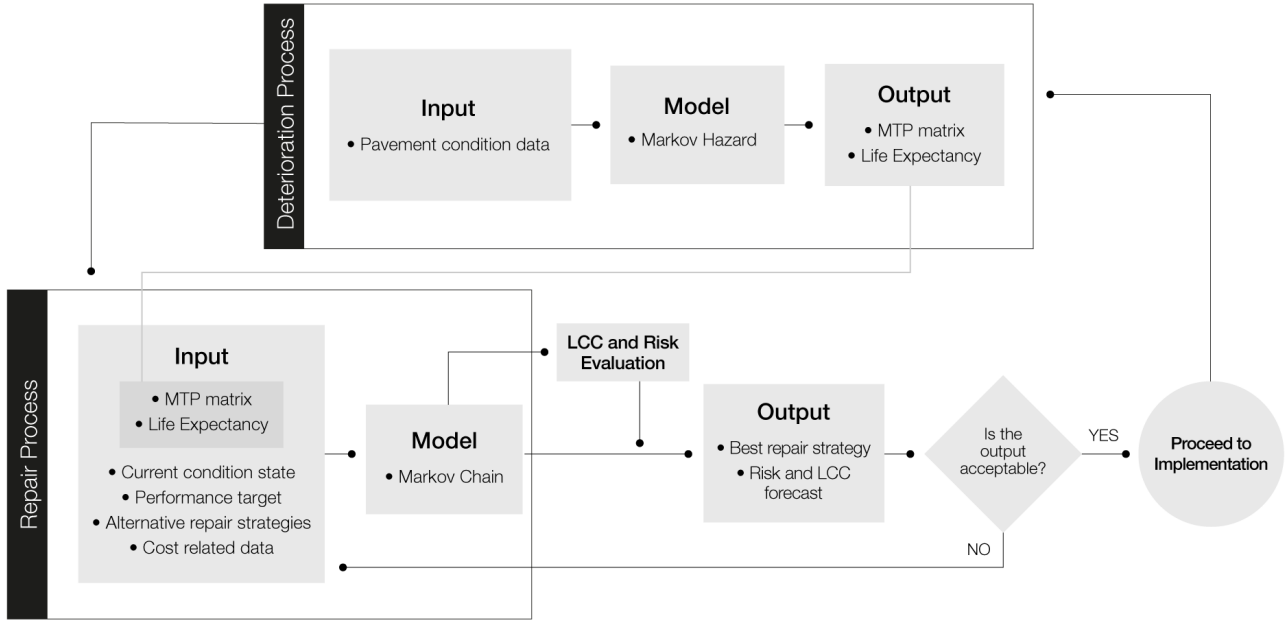 Deterioration Process
Input
• Pavement condition data
Model
• Markov Hazard
Output
• MTP matrix
• Life Expectancy
Repair Process
Input
• MTP matrix
• Life Expectancy
• Current condition state
• Performance target
• Alternative repair strategies
• Cost related data
Model
• Markov Chain
LCC and Risk
Evaluation
Output
• Best repair strategy
• Risk and LCC
forecast
Is the
output
acceptable?
YES
NO
Proceed to
Implementation